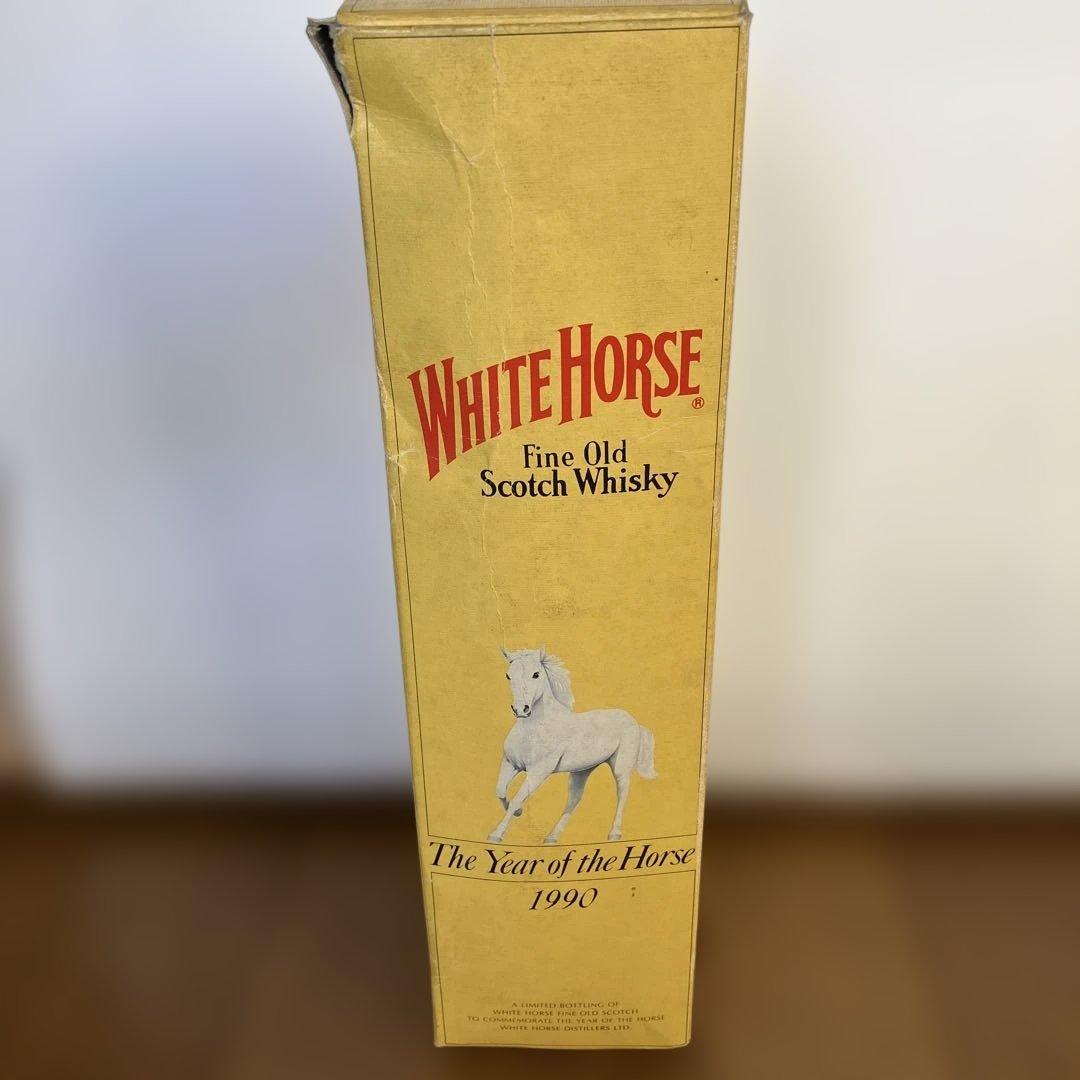 WHITE HORSE ®
Fine Old
Scotch Whisky
The Year of the Horse
1990
A LIMITED BOTTLING OF
WHITE HORSE FINE OLD SCOTCH
TO COMMEMORATE THE YEAR OF THE HORSE
WHITE HORSE DISTILLERS LTD.